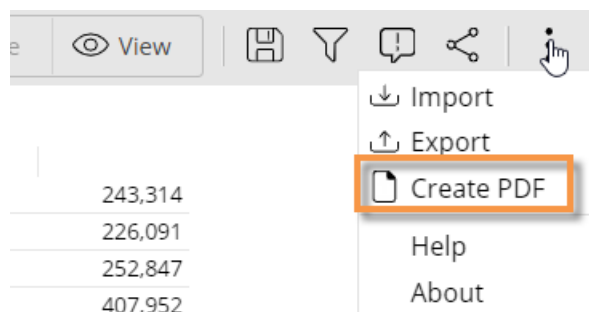 e View
Import
Export
243,314
Create PDF
226,091
252,847
Help
407,952
About